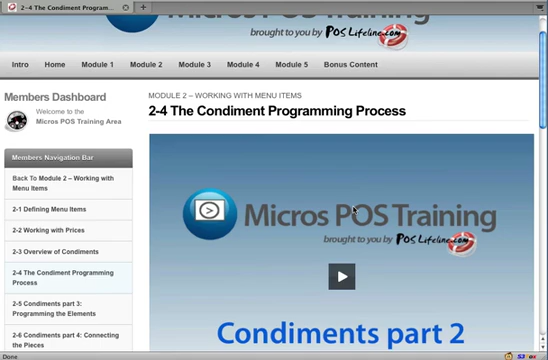 2-4 The Condiment Program...
Micros POS Training
brought to you by POS Lifeline.com
Intro Home Module 1 Module 2 Module 3 Module 4 Module 5 Bonus Content
Members Dashboard
Welcome to the
Micros POS Training Area
Members Navigation Bar
Back To Module 2 – Working with
Menu Items
2-1 Defining Menu Items
2-2 Working with Prices
2-3 Overview of Condiments
2-4 The Condiment Programming
Process
2-5 Condiments part 3:
Programming the Elements
2-6 Condiments part 4: Connecting
the Pieces
MODULE 2 – WORKING WITH MENU ITEMS
2-4 The Condiment Programming Process
Micros POS Training
brought to you by POS Lifeline.com
Condiments part 2
Done